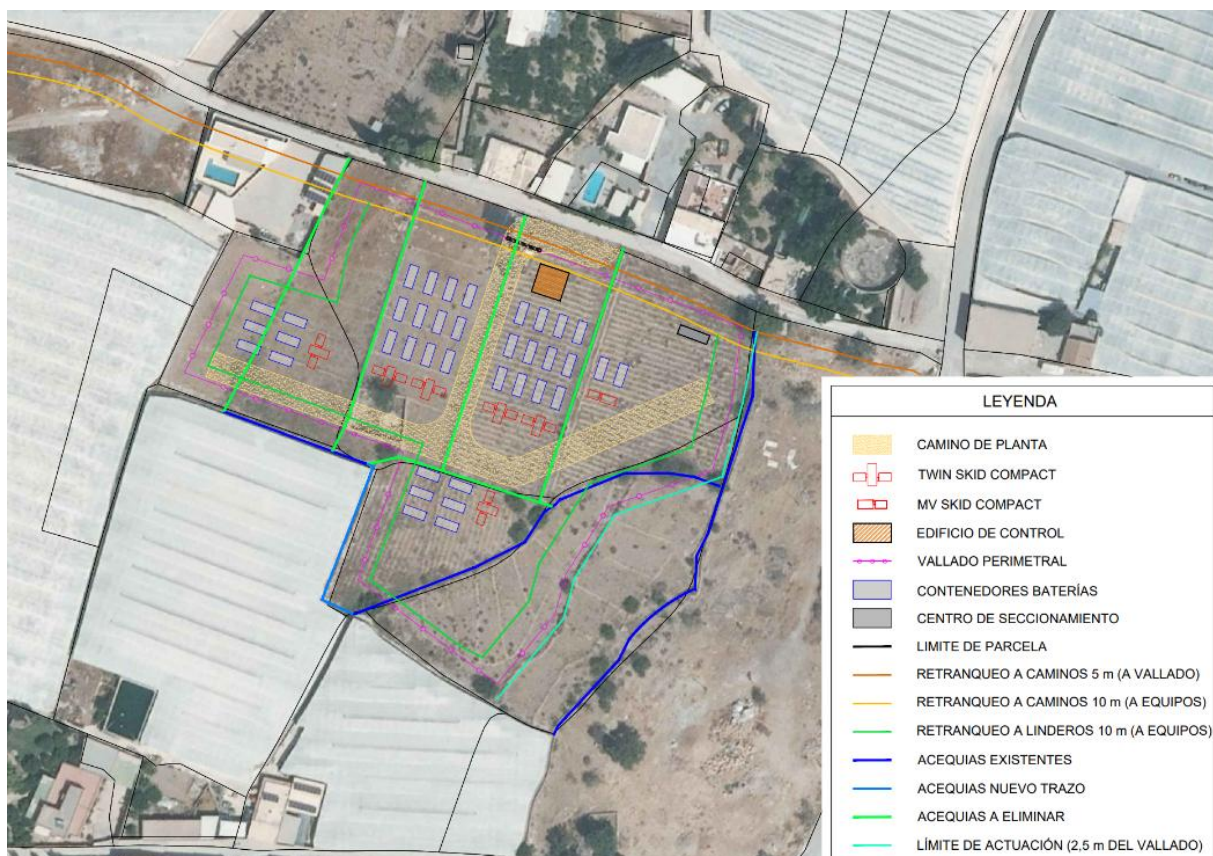 LEYENDA
CAMINO DE PLANTA
TWIN SKID COMPACT
MV SKID COMPACT
EDIFICIO DE CONTROL
VALLADO PERIMETRAL
CONTENEDORES BATERÍAS
CENTRO DE SECCIONAMIENTO
LIMITE DE PARCELA
RETRANQUEO A CAMINOS 5 m (A VALLADO)
RETRANQUEO A CAMINOS 10 m (A EQUIPOS)
RETRANQUEO A LINDEROS 10 m (A EQUIPOS)
ACEQUIAS EXISTENTES
ACEQUIAS NUEVO TRAZO
ACEQUIAS A ELIMINAR
LÍMITE DE ACTUACIÓN (2,5 m DEL VALLADO)